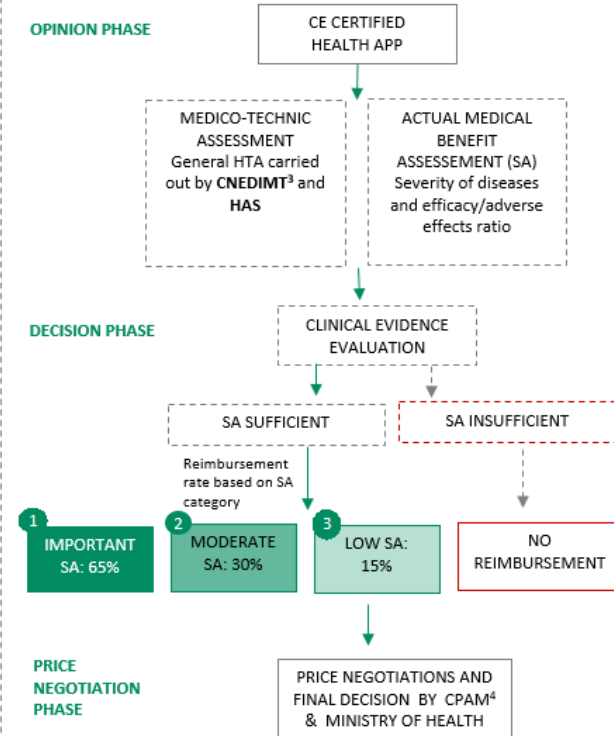 OPINION PHASE
CE CERTIFIED
HEALTH APP
MEDICO-TECHNIC
ASSESSMENT
General HTA carried
out by CNEDIMT³ and
HAS
ACTUAL MEDICAL
BENEFIT
ASSESSEMENT (SA)
Severity of diseases
and efficacy/adverse
effects ratio
DECISION PHASE
CLINICAL EVIDENCE
EVALUATION
SA SUFFICIENT
SA INSUFFICIENT
Reimbursement
rate based on SA
category
1
IMPORTANT
SA: 65%
2
MODERATE
SA: 30%
3
LOW SA:
15%
NO
REIMBURSEMENT
PRICE
NEGOTIATION
PHASE
PRICE NEGOTIATIONS AND
FINAL DECISION BY CPAM⁴
& MINISTRY OF HEALTH